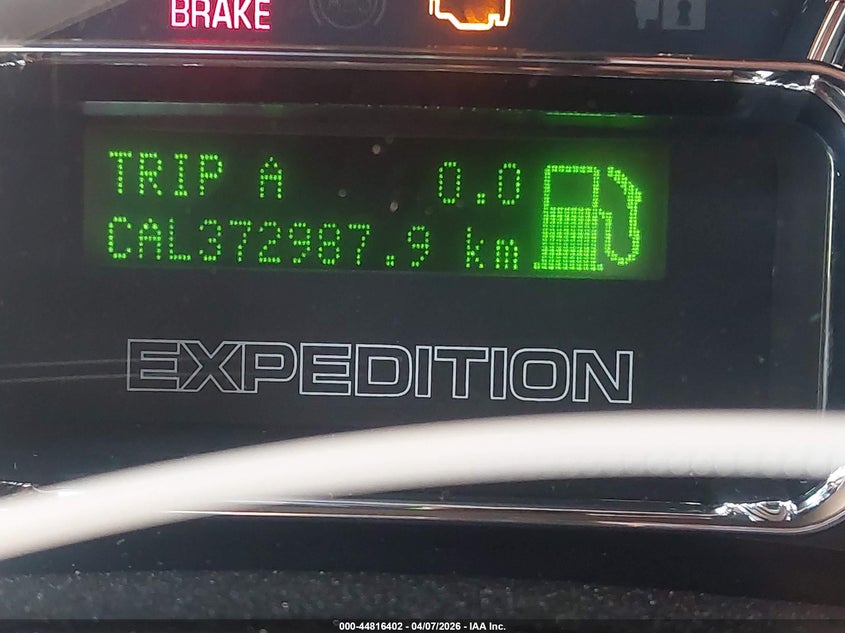 BRAKE
TRIP A 0.0
CAL372987.9 km
EXPEDITION
000-44816402 - 04/07/2026 - IAA Inc.